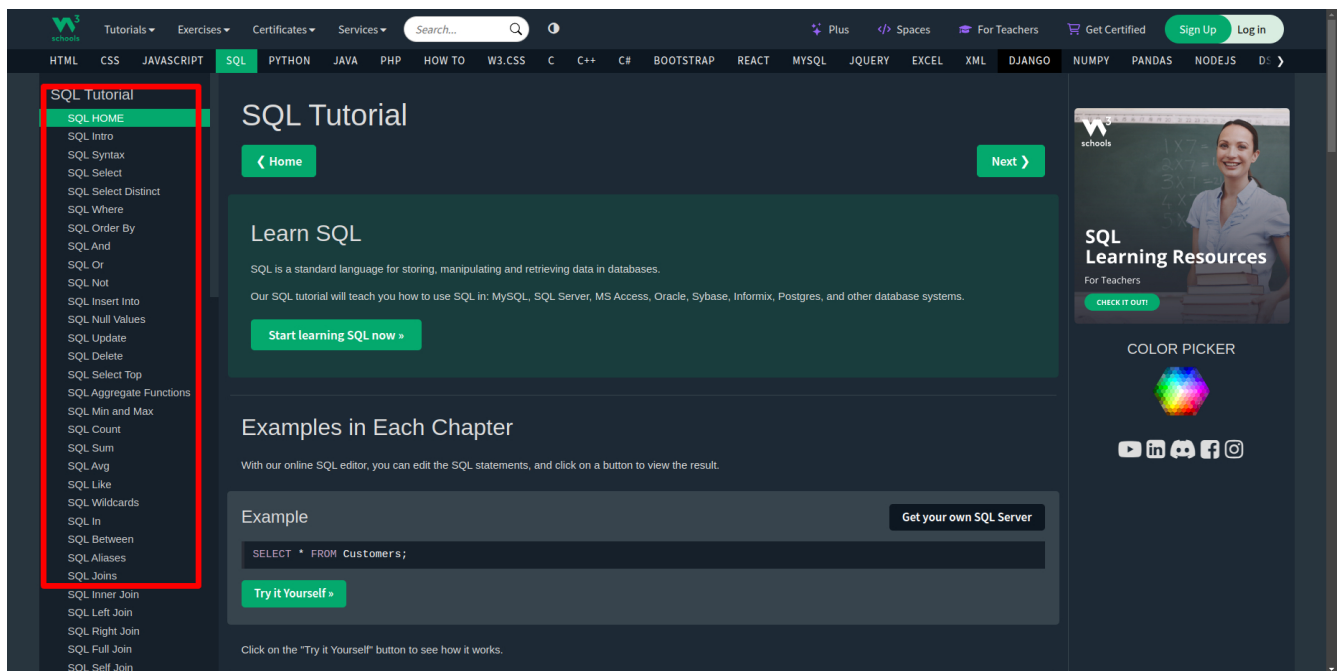 W3 schools
Tutorials Exercises Certificates Services Search... Plus </> Spaces For Teachers Get Certified Sign Up Log in
HTML CSS JAVASCRIPT SQL PYTHON JAVA PHP HOW TO W3.CSS C C++ C# BOOTSTRAP REACT MYSQL JQUERY EXCEL XML DJANGO NUMPY PANDAS NODEJS DS ❯
SQL Tutorial
SQL HOME
SQL Intro
SQL Syntax
SQL Select
SQL Select Distinct
SQL Where
SQL Order By
SQL And
SQL Or
SQL Not
SQL Insert Into
SQL Null Values
SQL Update
SQL Delete
SQL Select Top
SQL Aggregate Functions
SQL Min and Max
SQL Count
SQL Sum
SQL Avg
SQL Like
SQL Wildcards
SQL In
SQL Between
SQL Aliases
SQL Joins
SQL Inner Join
SQL Left Join
SQL Right Join
SQL Full Join
SQL Self Join
SQL Tutorial
❮ Home
Next ❯
Learn SQL
SQL is a standard language for storing, manipulating and retrieving data in databases.
Our SQL tutorial will teach you how to use SQL in: MySQL, SQL Server, MS Access, Oracle, Sybase, Informix, Postgres, and other database systems.
Start learning SQL now »
Examples in Each Chapter
With our online SQL editor, you can edit the SQL statements, and click on a button to view the result.
Example
Get your own SQL Server
SELECT * FROM Customers;
Try it Yourself »
Click on the "Try it Yourself" button to see how it works.
W3 schools
SQL
Learning Resources
For Teachers
CHECK IT OUT!
COLOR PICKER